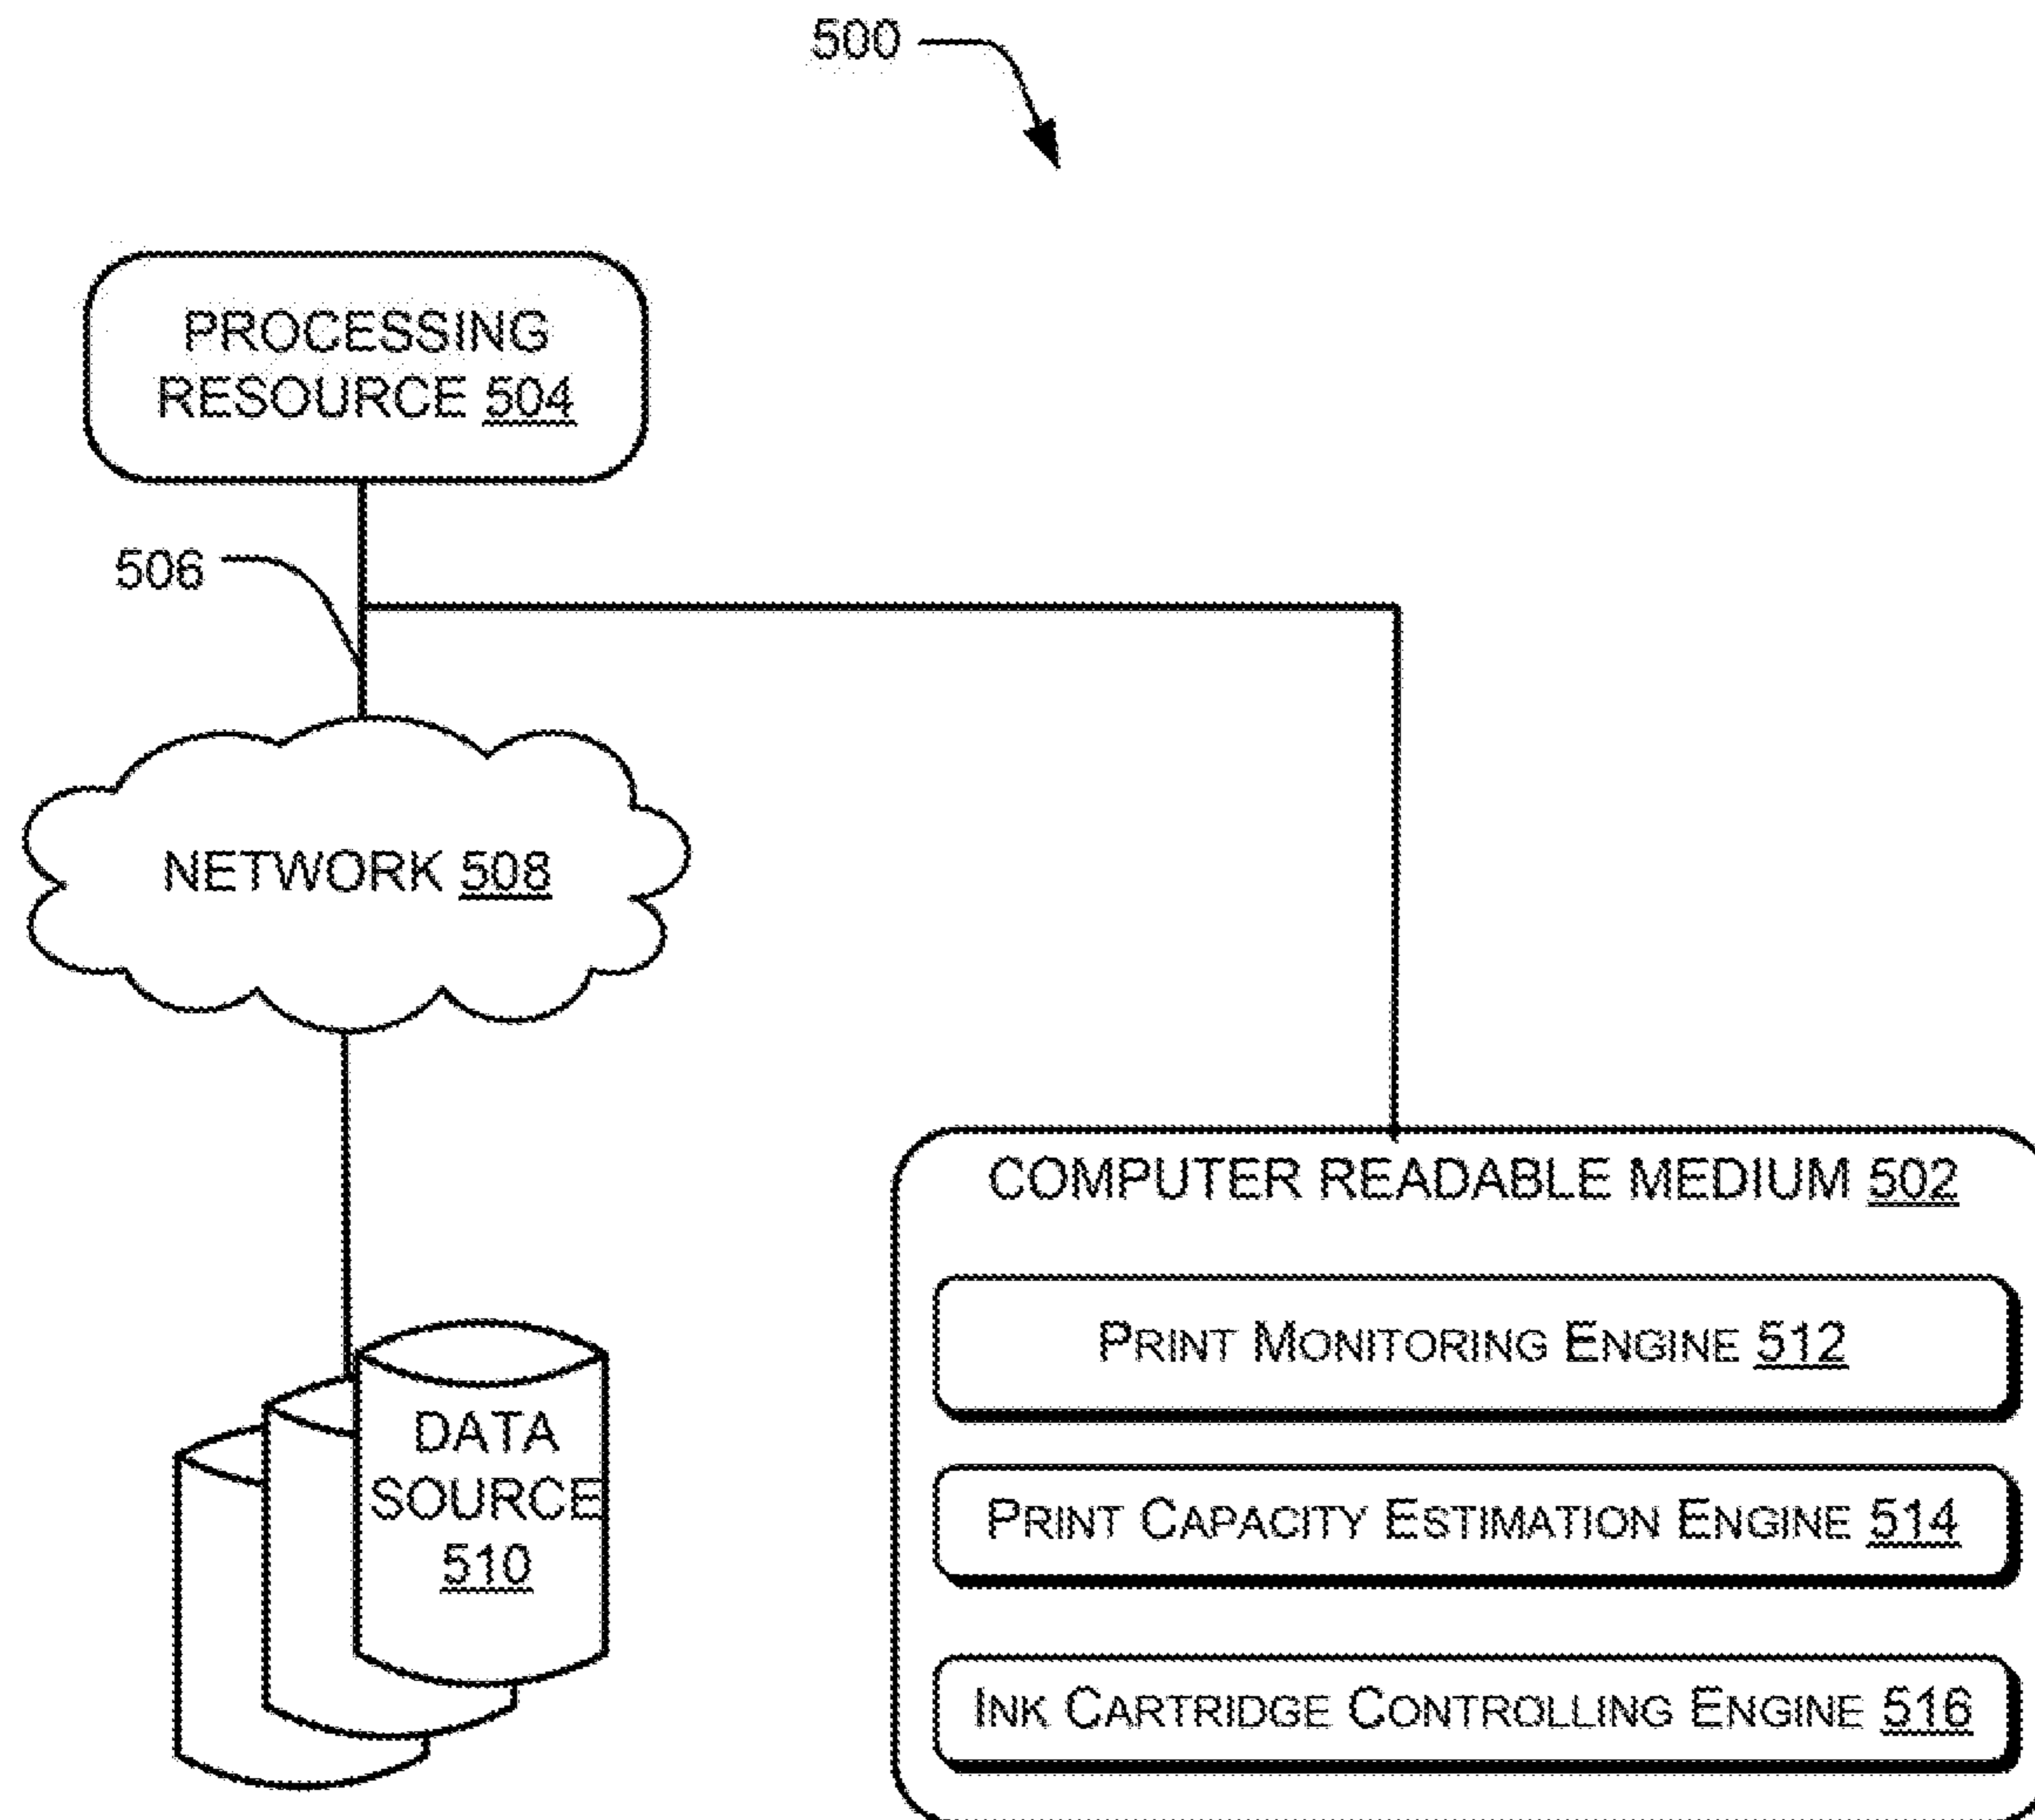 500
PROCESSING
RESOURCE 504
506
NETWORK 508
COMPUTER READABLE MEDIUM 502
PRINT MONITORING ENGINE 512
DATA
SOURCE
510
PRINT CAPACITY ESTIMATION ENGINE 514
INK CARTRIDGE CONTROLLING ENGINE 516